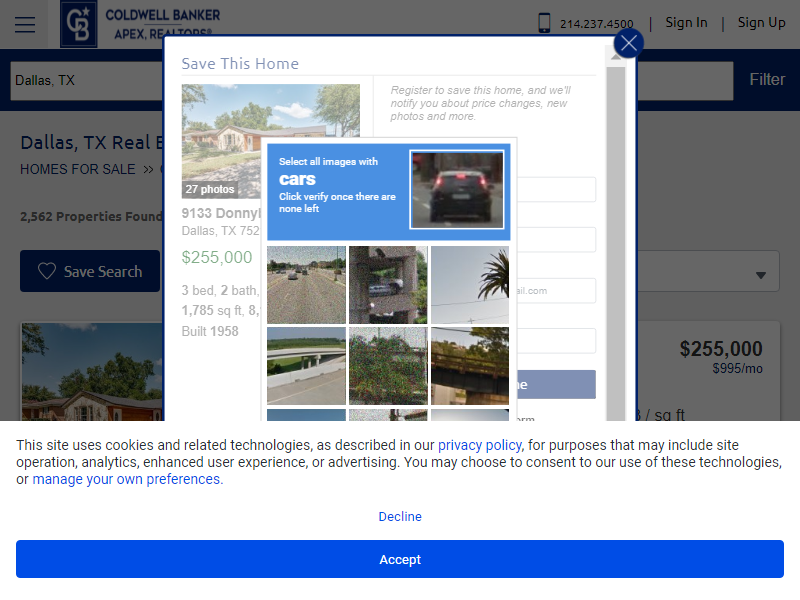 COLDWELL BANKER
APEX, REALTORS®
214.237.4500 | Sign In | Sign Up
Dallas, TX
Filter
Dallas, TX Real
HOMES FOR SALE >>
2,562 Properties Found
Save Search
Save This Home
Register to save this home, and we'll
notify you about price changes, new
photos and more.
27 photos
9133
Dallas, TX 752
$255,000
3 bed, 2 bath,
1,785 sq ft, 8,
Built 1958
Select all images with
cars
Click verify once there are
none left
ail.com
$255,000
$995/mo
/ sq ft
This site uses cookies and related technologies, as described in our privacy policy, for purposes that may include site
operation, analytics, enhanced user experience, or advertising. You may choose to consent to our use of these technologies,
or manage your own preferences.
Decline
Accept